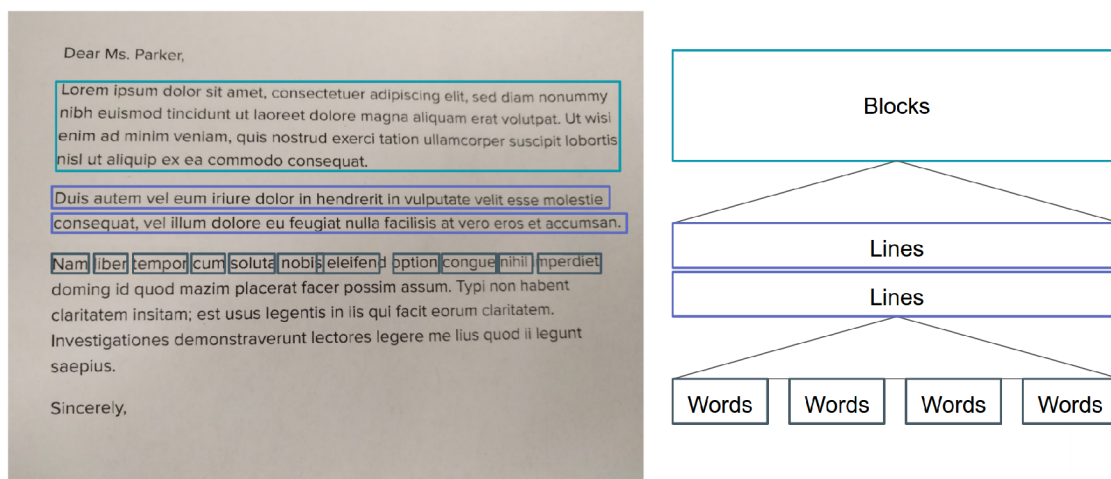 Dear Ms. Parker,
Lorem ipsum dolor sit amet, consectetuer adipiscing elit, sed diam nonummy
nibh euismod tincidunt ut laoreet dolore magna aliquam erat volutpat. Ut wisi
enim ad minim veniam, quis nostrud exerci tation ullamcorper suscipit lobortis
nisl ut aliquip ex ea commodo consequat.
Duis autem vel eum iriure dolor in hendrerit in vulputate velit esse molestie
consequat, vel illum dolore eu feugiat nulla facilisis at vero eros et accumsan.
Nam liber tempor cum soluta nobis eleifend option congue nihil imperdiet
doming id quod mazim placerat facer possim assum. Typi non habent
claritatem insitam; est usus legentis in iis qui facit eorum claritatem.
Investigationes demonstraverunt lectores legere me lius quod ii legunt
saepius.
Sincerely,
Blocks
Lines
Lines
Words Words Words Words